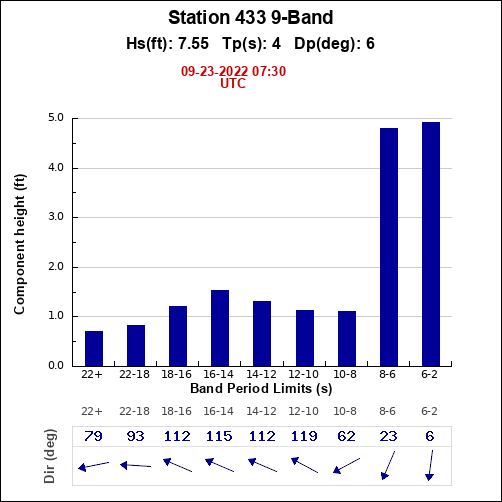 Station 433 9-Band
Hs(ft): 7.55 Tp(s): 4 Dp(deg): 6
09-23-2022 07:30
UTC
Component height (ft)
5.0
4.0
3.0
2.0
1.0
0.0
22+ 22-18 18-16 16-14 14-12 12-10 10-8 8-6 6-2
Band Period Limits (s)
22+ 22-18 18-16 16-14 14-12 12-10 10-8 8-6 6-2
Dir (deg)
79 93 112 115 112 119 62 23 6